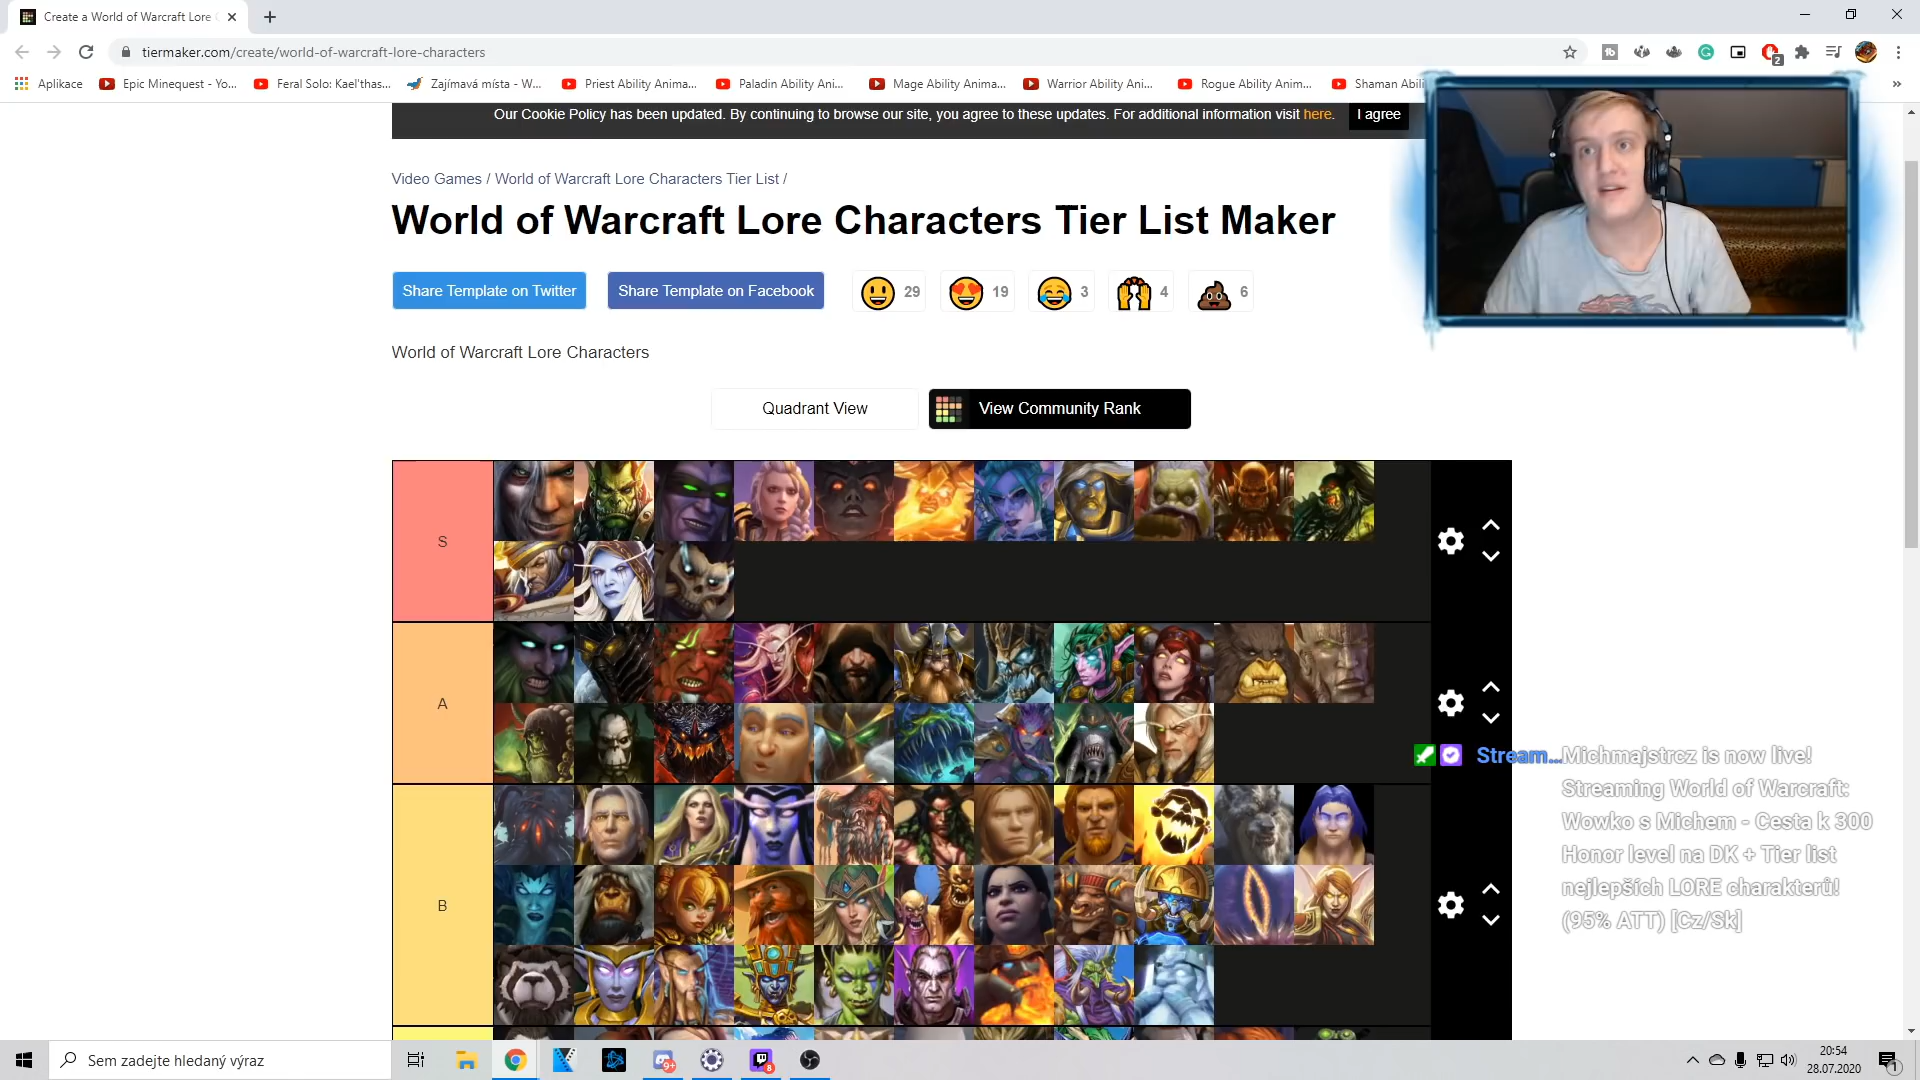 Create a World of Warcraft Lore
tiermaker.com/create/world-of-warcraft-lore-characters
Aplikace
Epic Minequest - Yo...
Feral Solo: Kael'thas...
Zajímavá místa - W...
Priest Ability Anima...
Paladin Ability Ani...
Mage Ability Anima...
Warrior Ability Ani...
Rogue Ability Anim...
Shaman Abili
Our Cookie Policy has been updated. By continuing to browse our site, you agree to these updates. For additional information visit here.
I agree
Video Games / World of Warcraft Lore Characters Tier List /
World of Warcraft Lore Characters Tier List Maker
Share Template on Twitter
Share Template on Facebook
29
19
3
4
6
World of Warcraft Lore Characters
Quadrant View
View Community Rank
S
A
B
Stream...
Michmajstrcz is now live!
Streaming World of Warcraft:
Wowko s Michem - Cesta k 300
Honor level na DK + Tier list
nejlepších LORE charakterů!
(95% ATT) [Cz/Sk]
Sem zadejte hledaný výraz
9+
8
20:54
28.07.2020
1
2